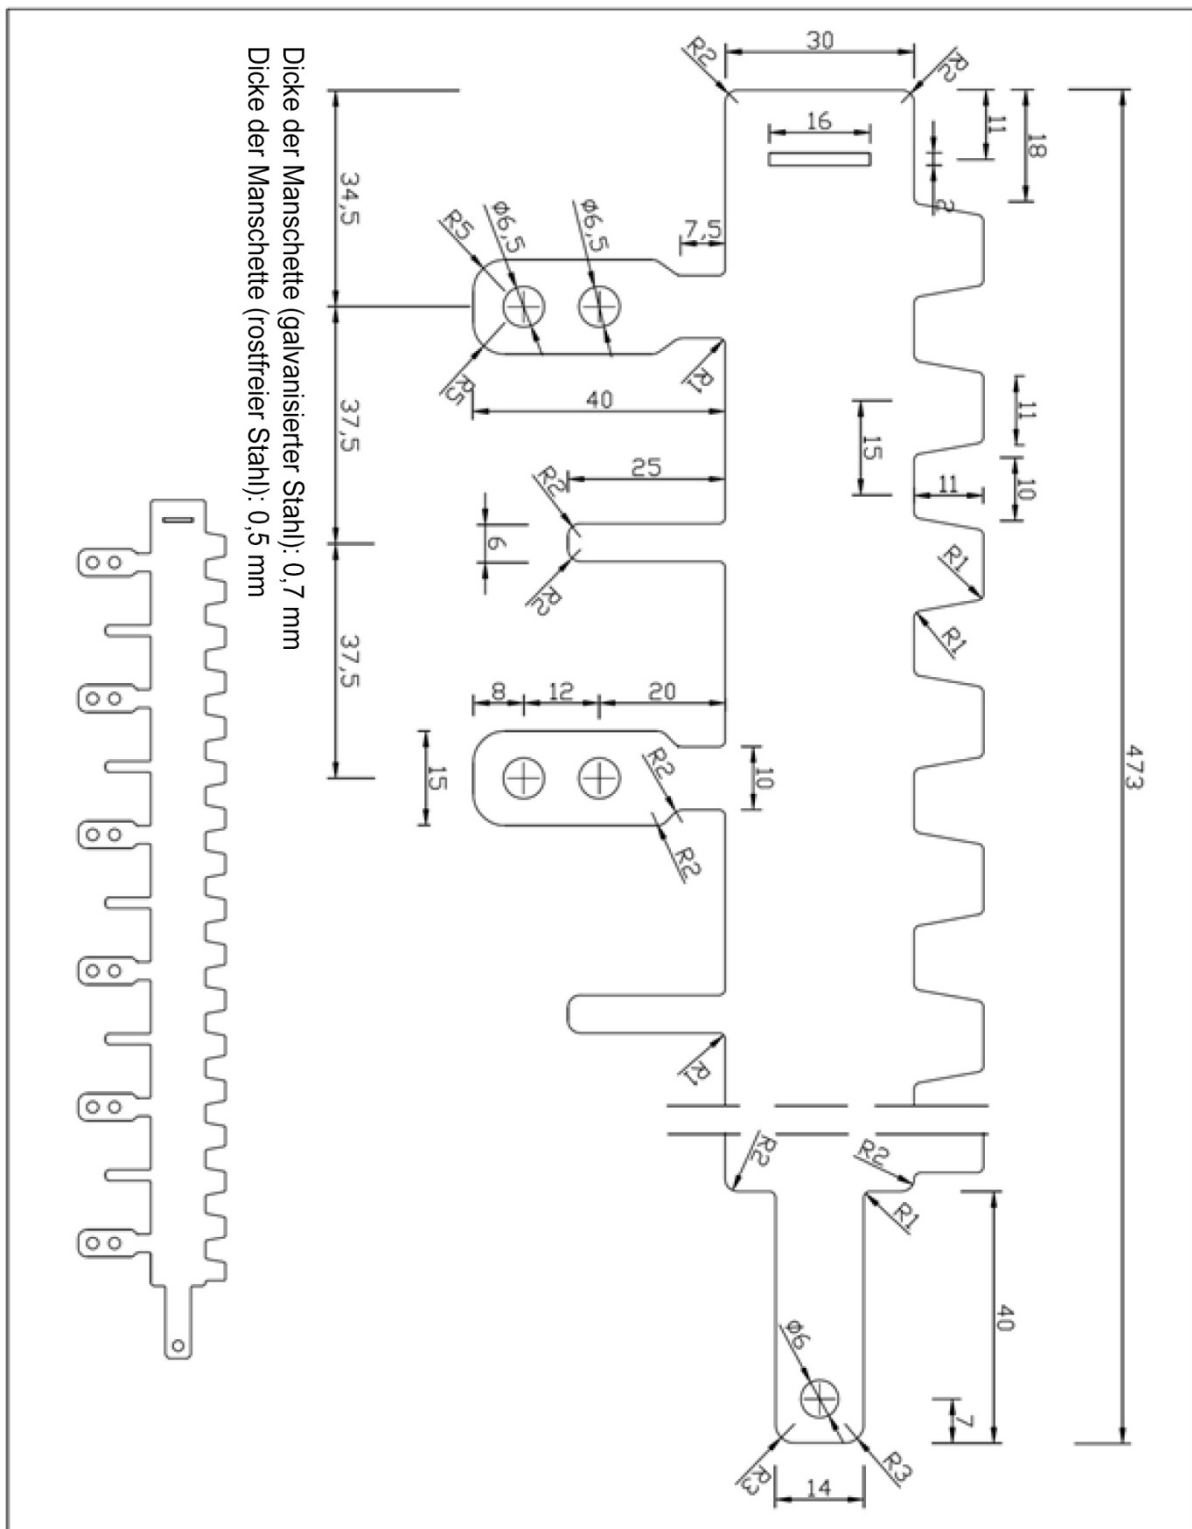 30
R2
R2
11
18
16
2
34,5
R5
Ø6,5
Ø6,5
7,5
R5
R1
40
11
15
37,5
25
R2
11
10
6
R2
R1
R1
37,5
8
12
20
473
15
R2
10
R2
R1
R2
R2
R1
40
Ø6
7
R3
R3
14
Dicke der Manschette (galvanisierter Stahl): 0,7 mm
Dicke der Manschette (rostfreier Stahl): 0,5 mm